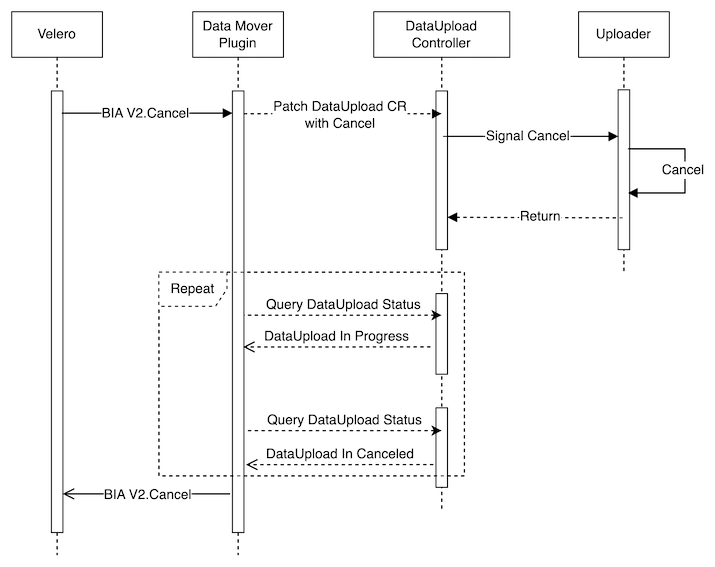 Velero
Data Mover
Plugin
DataUpload
Controller
Uploader
BIA V2.Cancel
Patch DataUpload CR
with Cancel
Signal Cancel
Cancel
Return
Repeat
Query DataUpload Status
DataUpload In Progress
Query DataUpload Status
DataUpload In Canceled
BIA V2.Cancel